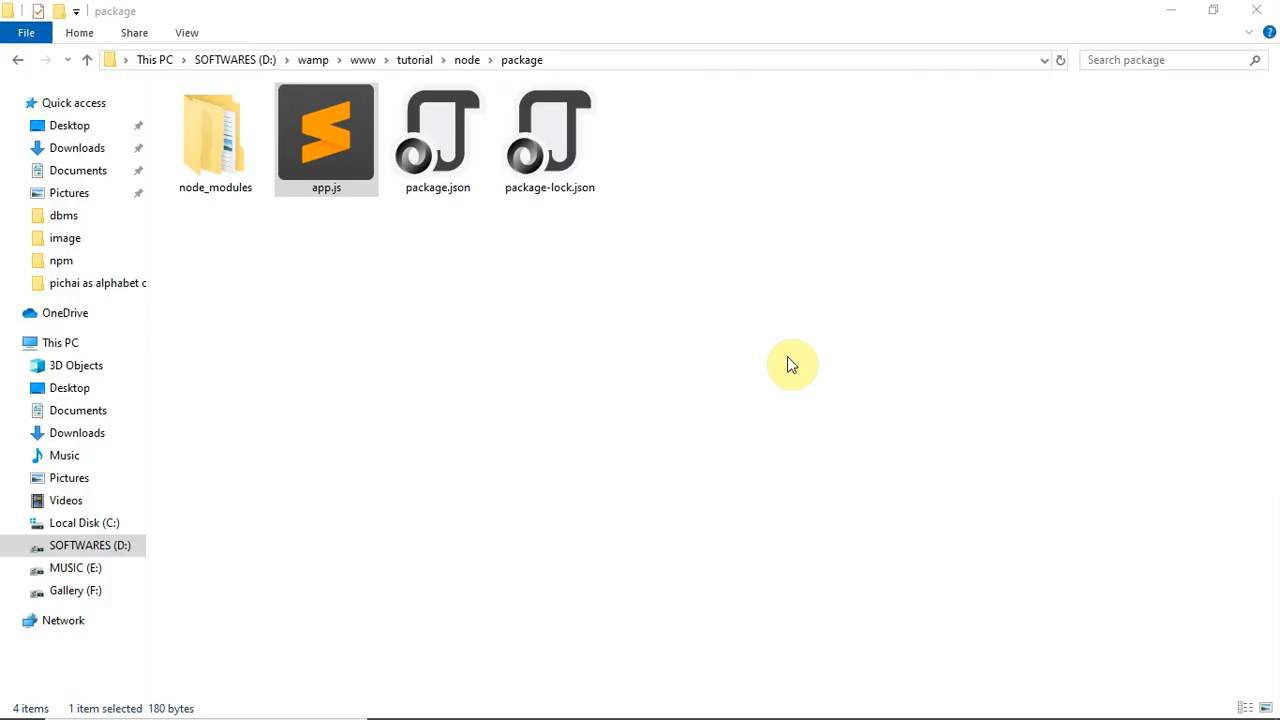 package
File Home Share View
This PC SOFTWARES (D:) wamp www tutorial node package
Search package
Quick access
Desktop
Downloads
Documents
Pictures
dbms
image
npm
pichai as alphabet c
OneDrive
This PC
3D Objects
Desktop
Documents
Downloads
Music
Pictures
Videos
Local Disk (C:)
SOFTWARES (D:)
MUSIC (E:)
Gallery (F:)
Network
node_modules app.js package.json package-lock.json
4 items 1 item selected 180 bytes